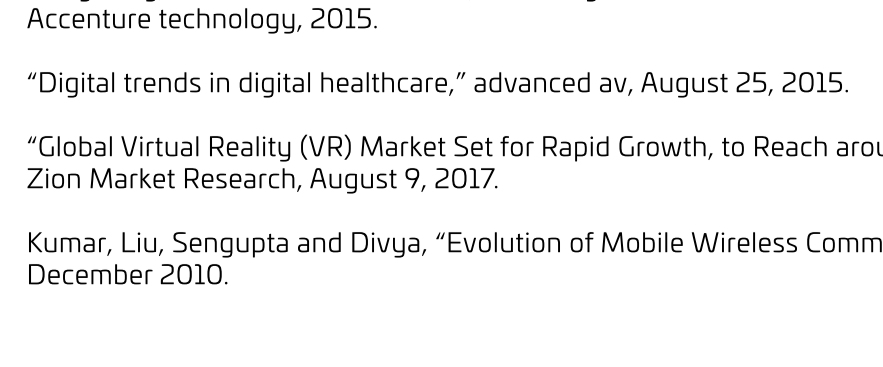 Accenture technology, 2015.
“Digital trends in digital healthcare,” advanced av, August 25, 2015.
“Global Virtual Reality (VR) Market Set for Rapid Growth, to Reach
Zion Market Research, August 9, 2017.
Kumar, Liu, Sengupta and Divya, “Evolution of Mobile Wireless
December 2010.